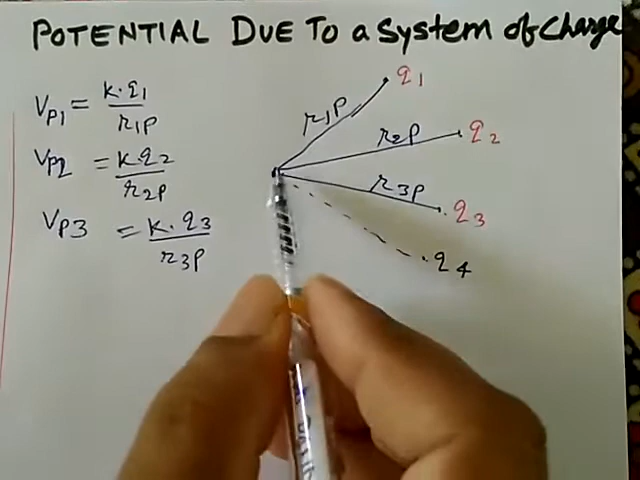 POTENTIAL DUE To a System of Charge
Vp1 = K.q1/r1p
Vp2 = K q2/r2p
Vp3 = K.q3/r3p
r1p
q1
r2p
q2
r3p
q3
q4